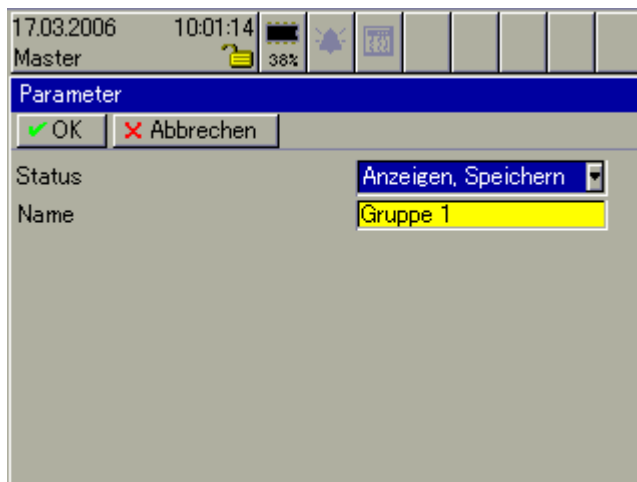 17.03.2006 10:01:14
Master 38%
Parameter
OK Abbrechen
Status Anzeigen, Speichern
Name Gruppe 1